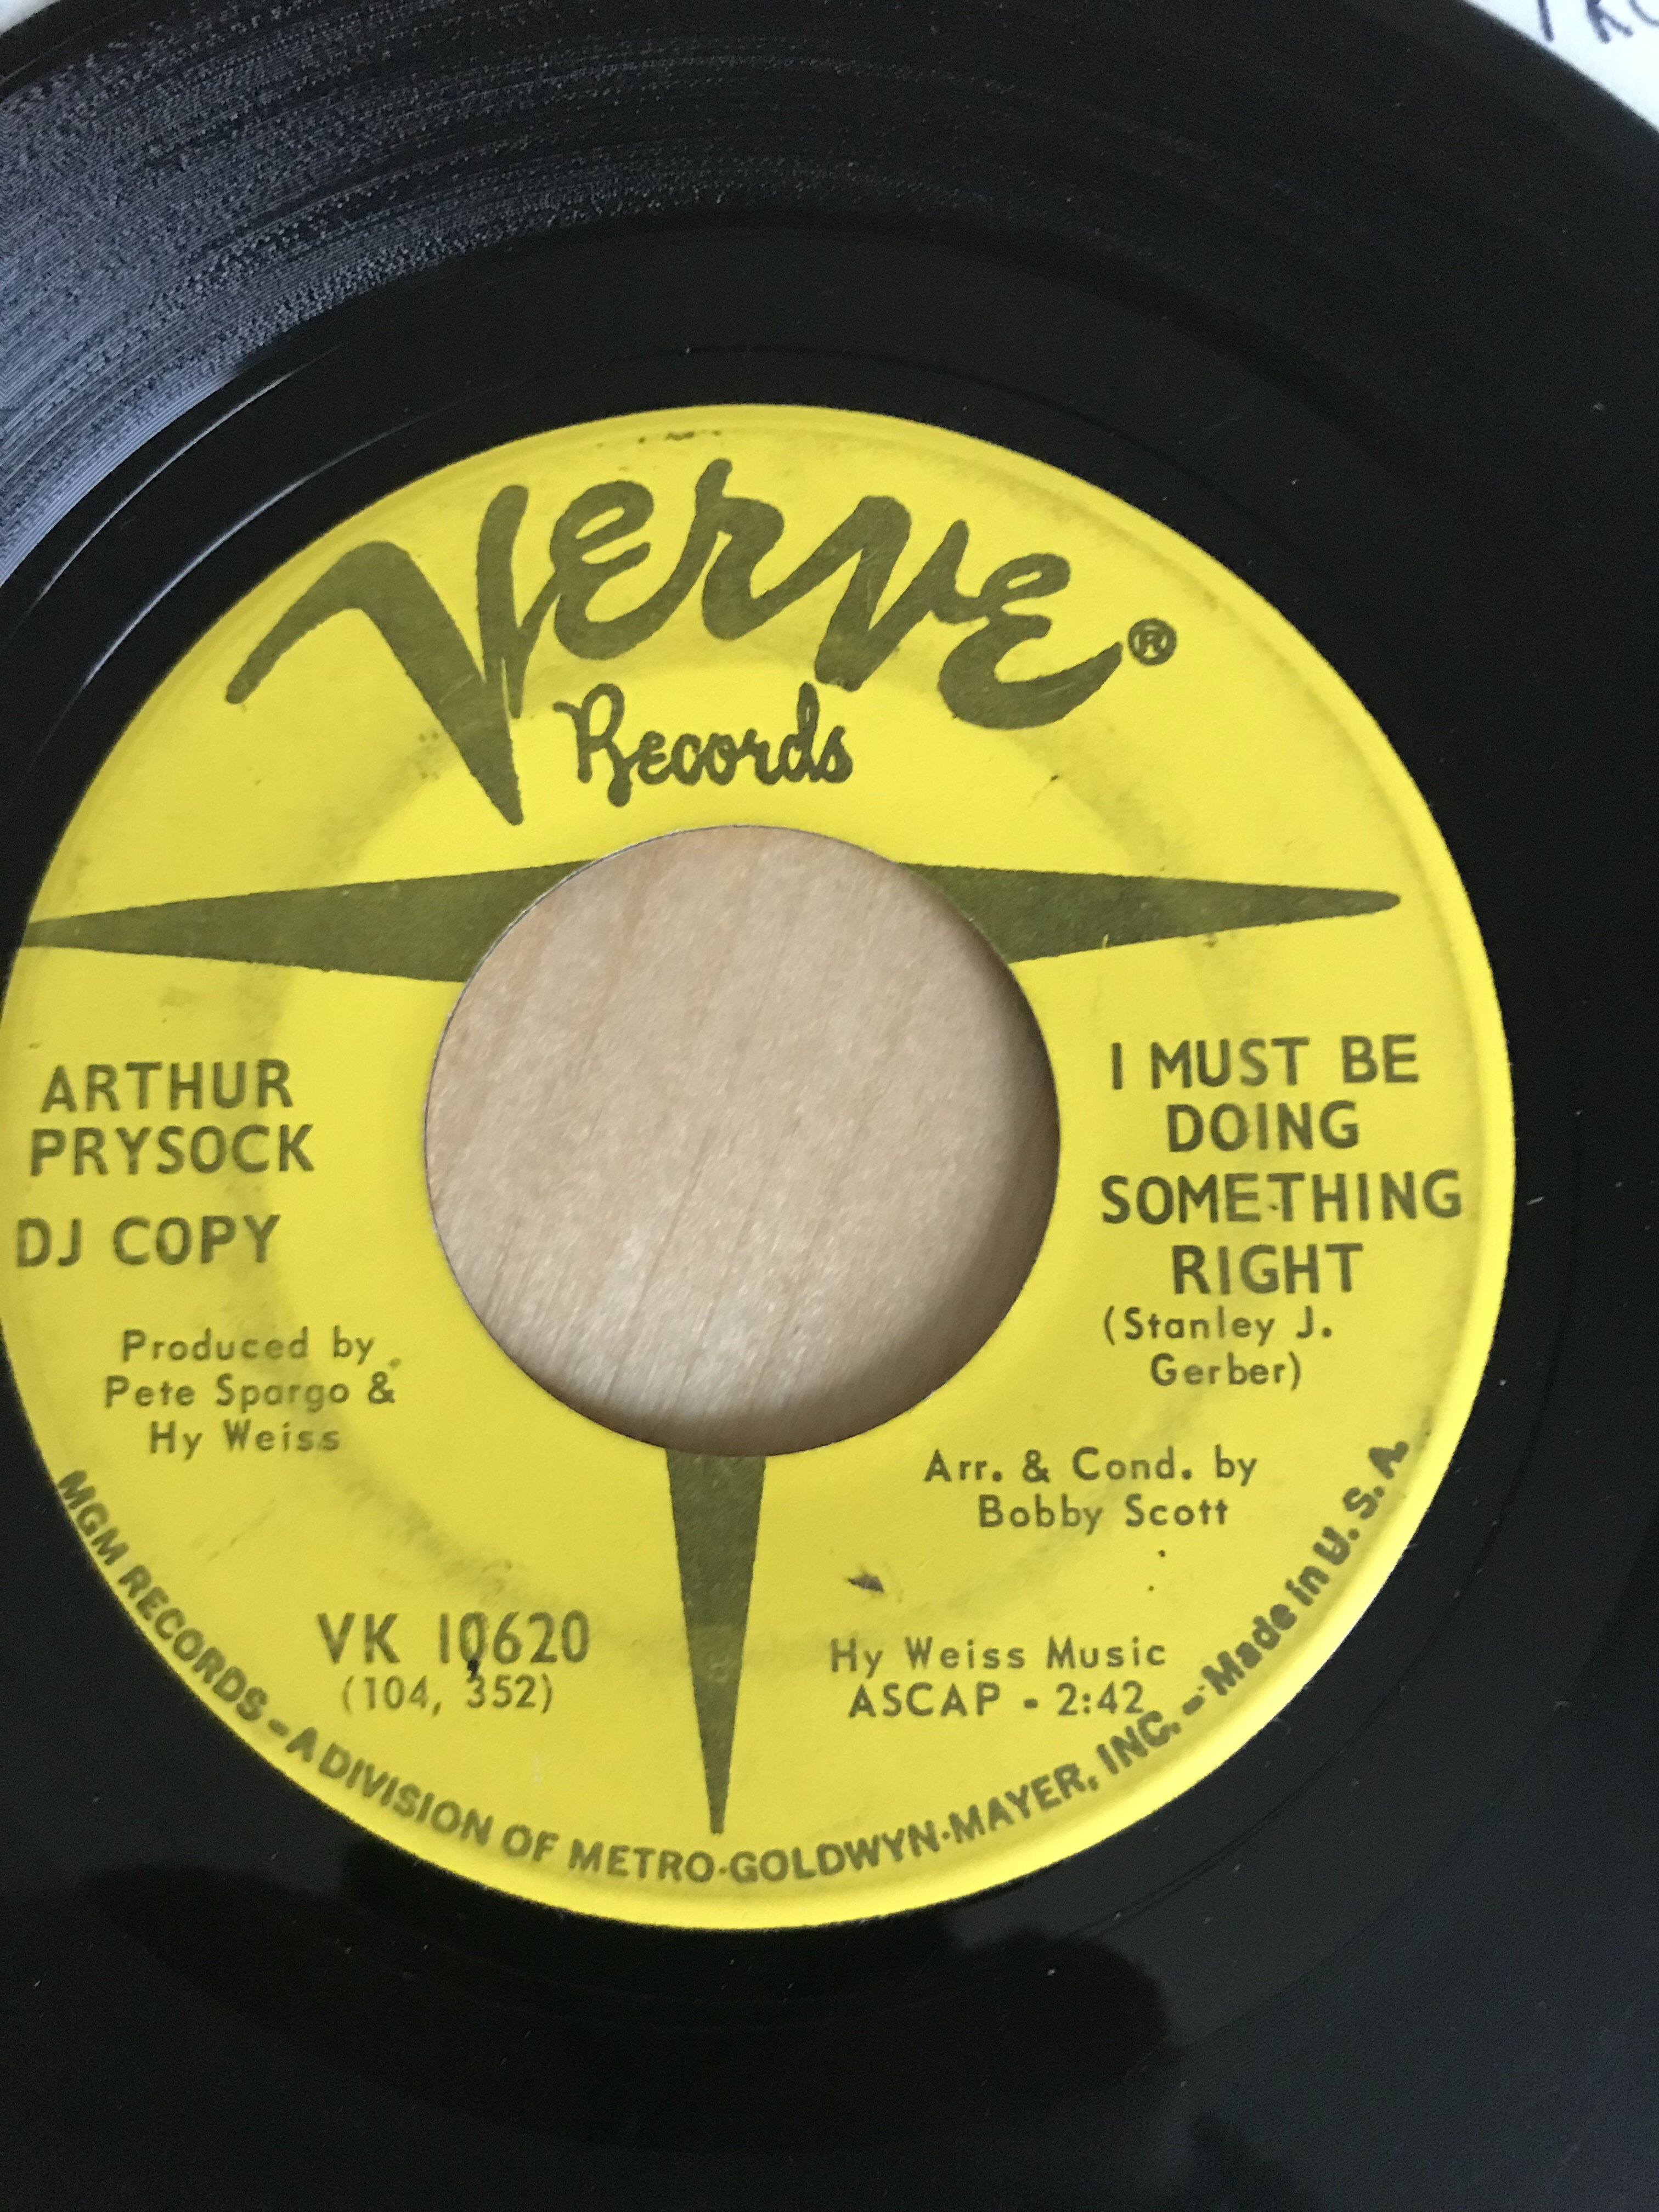 Verve®
Records
ARTHUR
PRYSOCK
DJ COPY
Produced by
Pete Spargo &
Hy Weiss
I MUST BE
DOING
SOMETHING
RIGHT
(Stanley J.
Gerber)
Arr. & Cond. by
Bobby Scott
VK 10620
(104, 352)
Hy Weiss Music
ASCAP - 2:42
MGM RECORDS - A DIVISION OF METRO-GOLDWYN-MAYER, INC. - Made in U. S. A.